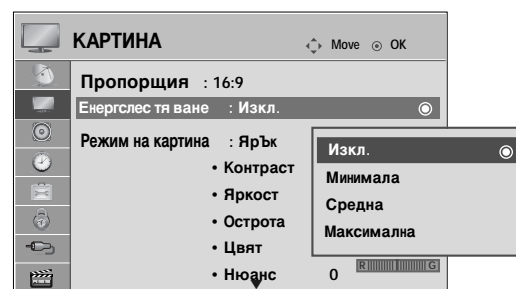 КАРТИНА
Move OK
Пропорщия : 16:9
Енергслес тя ване : Изкл.
Режим на картина : ЯрЪк
• Контраст
• Яркост
• Острота
• Цвят
• Нюанс 0
R G
Изкл.
Минимала
Средна
Максимална